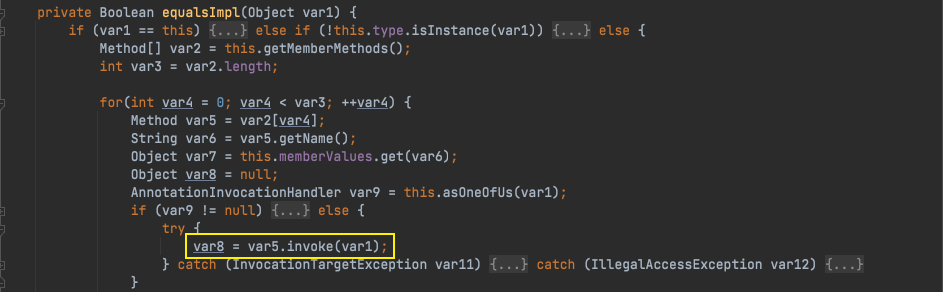 private Boolean equalsImpl(Object var1) {
if (var1 == this) {...} else if (!this.type.isInstance(var1)) {...} else {
Method[] var2 = this.getMemberMethods();
int var3 = var2.length;
for(int var4 = 0; var4 < var3; ++var4) {
Method var5 = var2[var4];
String var6 = var5.getName();
Object var7 = this.memberValues.get(var6);
Object var8 = null;
AnnotationInvocationHandler var9 = this.asOneOfUs(var1);
if (var9 != null) {...} else {
try {
var8 = var5.invoke(var1);
} catch (InvocationTargetException var11) {...} catch (IllegalAccessException var12) {...}
}